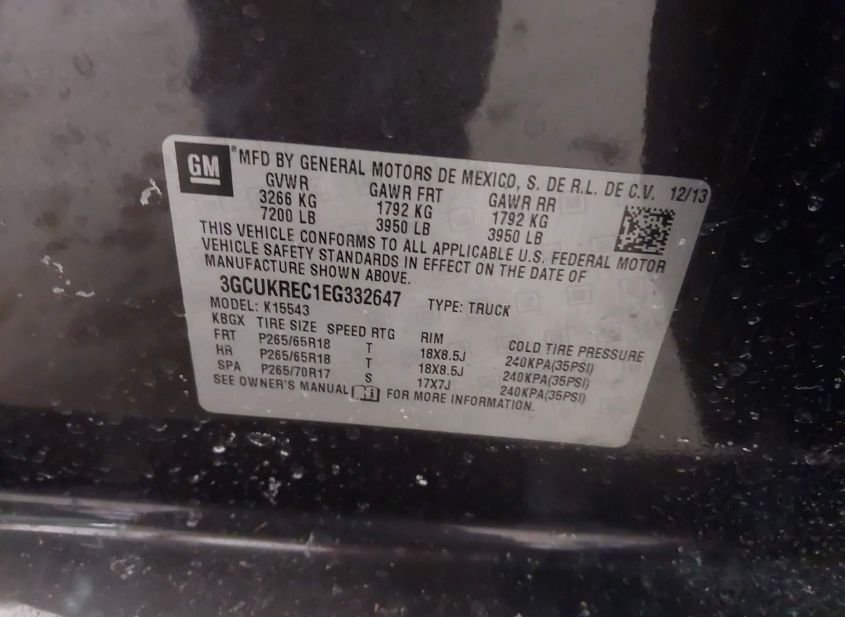 GM
*MFD BY GENERAL MOTORS DE MEXICO, S. DE R.L. DE C.V. 12/13
GVWR GAWR FRT GAWR RR
3266 KG 1792 KG 1792 KG
7200 LB 3950 LB 3950 LB
THIS VEHICLE CONFORMS TO ALL APPLICABLE U.S. FEDERAL MOTOR
VEHICLE SAFETY STANDARDS IN EFFECT ON THE DATE OF
MANUFACTURE SHOWN ABOVE.
3GCUKREC1EG332647 TYPE: TRUCK
MODEL: K15543
KBGX TIRE SIZE SPEED RTG RIM COLD TIRE PRESSURE
FRT P265/65R18 T 18X8.5J 240KPA(35PSI)
RR P265/65R18 T 18X8.5J 240KPA(35PSI)
SPA P265/70R17 S 17X7J 240KPA(35PSI)
SEE OWNER'S MANUAL FOR MORE INFORMATION.